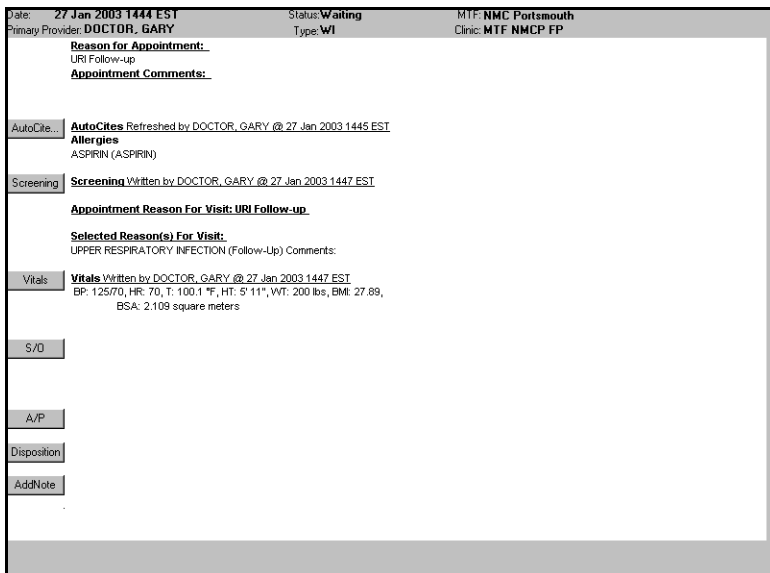 Date: 27 Jan 2003 1444 EST Status: Waiting MTF: NMC Portsmouth
Primary Provider: DOCTOR, GARY Type: WI Clinic: MTF NMCP FP
Reason for Appointment:
URI Follow-up
Appointment Comments:
AutoCite... AutoCites Refreshed by DOCTOR, GARY @ 27 Jan 2003 1445 EST
Allergies
ASPIRIN (ASPIRIN)
Screening Screening Written by DOCTOR, GARY @ 27 Jan 2003 1447 EST
Appointment Reason For Visit: URI Follow-up
Selected Reason(s) For Visit:
UPPER RESPIRATORY INFECTION (Follow-Up) Comments:
Vitals Vitals Written by DOCTOR, GARY @ 27 Jan 2003 1447 EST
BP: 125/70, HR: 70, T: 100.1 °F, HT: 5' 11", WT: 200 lbs, BMI: 27.89,
BSA: 2.109 square meters
S/O
A/P
Disposition
AddNote